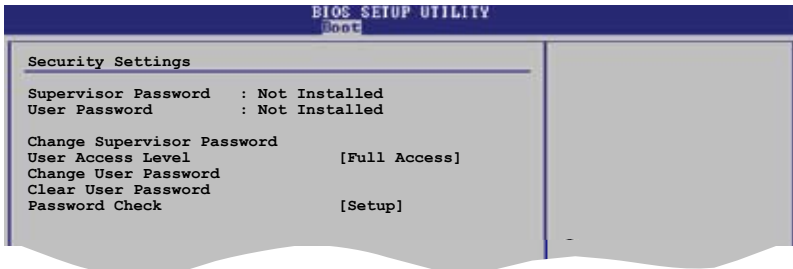 BIOS SETUP UTILITY
Boot
Security Settings
Supervisor Password : Not Installed
User Password : Not Installed
Change Supervisor Password
User Access Level [Full Access]
Change User Password
Clear User Password
Password Check [Setup]